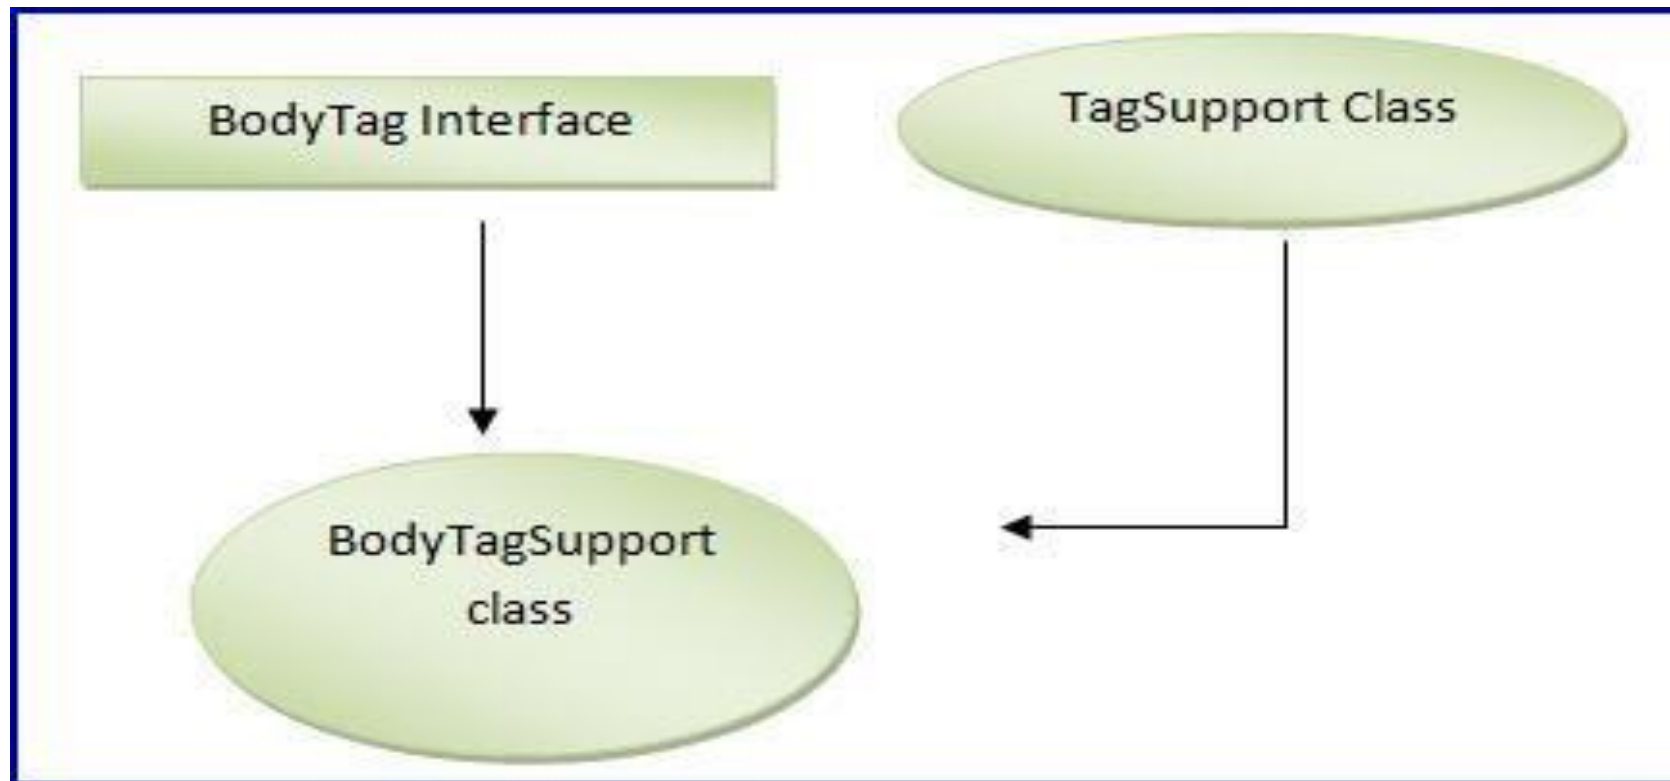 BodyTag Interface
TagSupport Class
BodyTagSupport
class